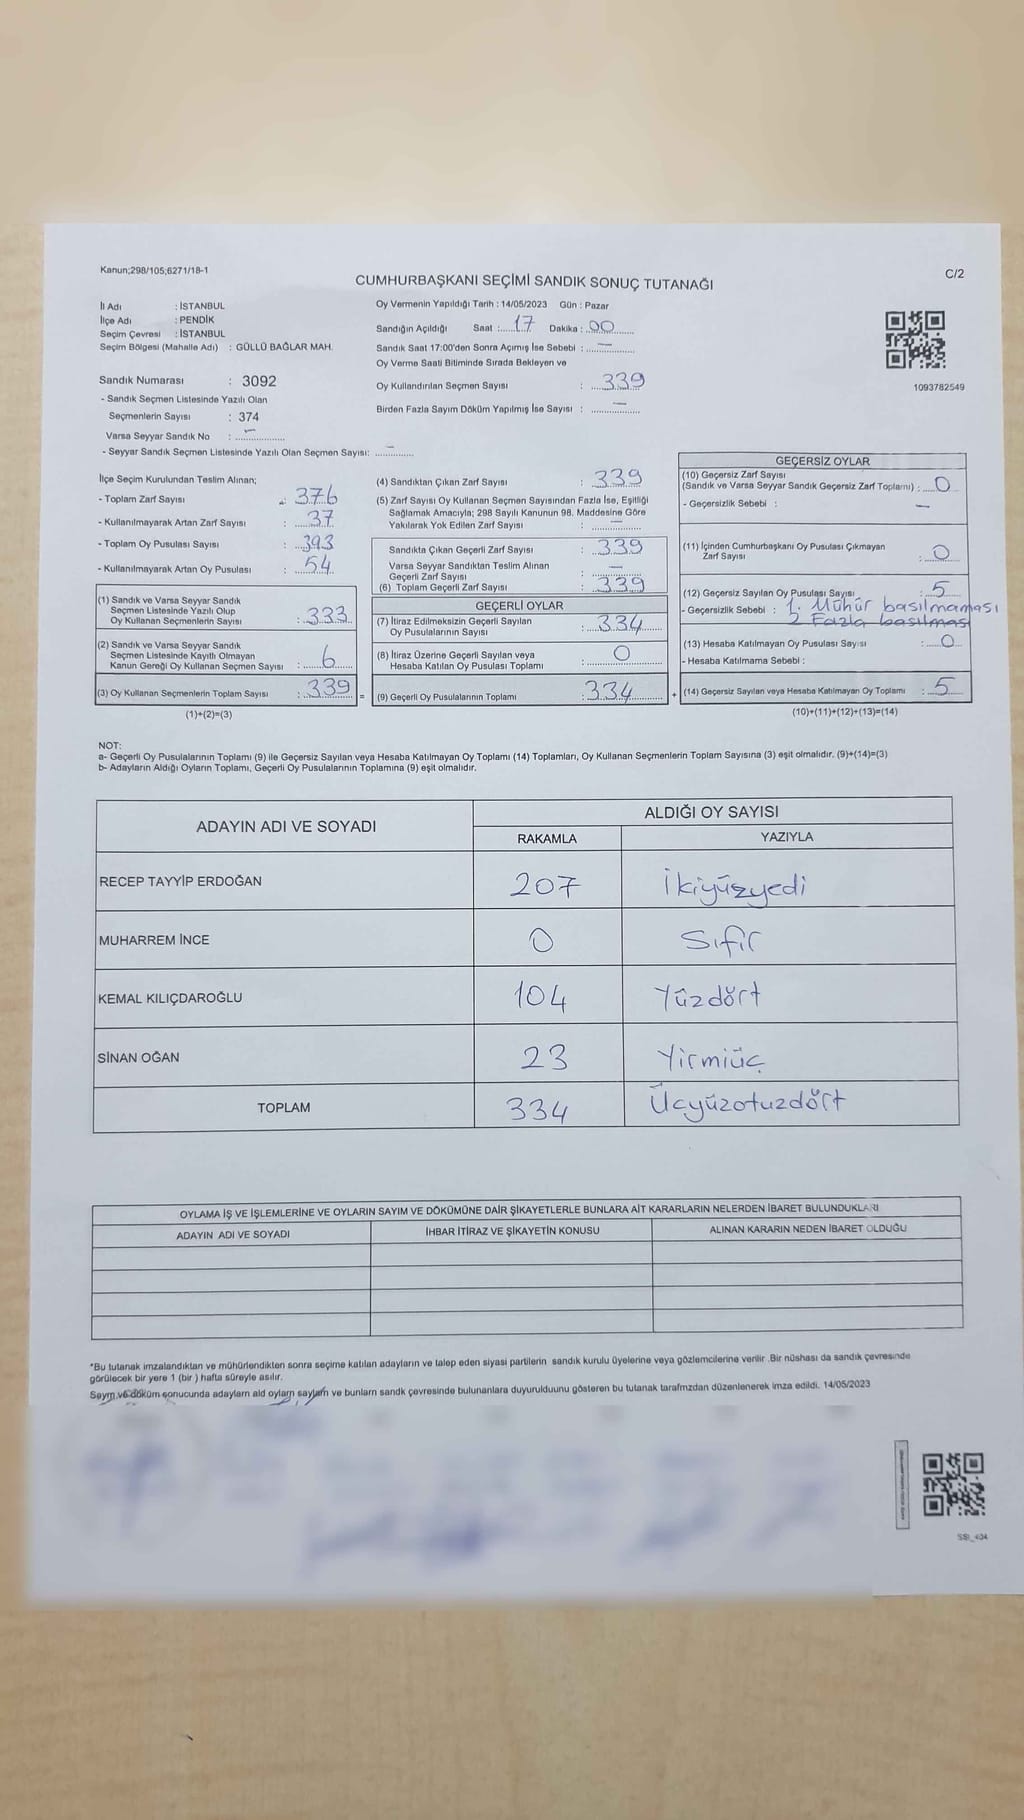 Kanun;298/105;6271/18-1
C/2
CUMHURBAŞKANI SEÇİMİ SANDIK SONUÇ TUTANAĞI
İl Adı : İSTANBUL
İlçe Adı : PENDİK
Seçim Çevresi : İSTANBUL
Seçim Bölgesi (Mahalle Adı) : GÜLLÜ BAĞLAR MAH.
Sandık Numarası : 3092
- Sandık Seçmen Listesinde Yazılı Olan
Seçmenlerin Sayısı : 374
Varsa Seyyar Sandık No : –
- Seyyar Sandık Seçmen Listesinde Yazılı Olan Seçmen Sayısı: –
Oy Vermenin Yapıldığı Tarih : 14/05/2023 Gün : Pazar
Sandığın Açıldığı Saat : 17 Dakika : 00
Sandık Saat 17:00'den Sonra Açımış İse Sebebi : –
Oy Verme Saati Bitiminde Sırada Bekleyen ve
Oy Kullandırılan Seçmen Sayısı : 339
Birden Fazla Sayım Döküm Yapılmış İse Sayısı : –
1093782549
İlçe Seçim Kurulundan Teslim Alınan;
- Toplam Zarf Sayısı : 376
- Kullanılmayarak Artan Zarf Sayısı : 37
- Toplam Oy Pusulası Sayısı : 393
- Kullanılmayarak Artan Oy Pusulası : 54
(1) Sandık ve Varsa Seyyar Sandık
Seçmen Listesinde Yazılı Olup
Oy Kullanan Seçmenlerin Sayısı : 333
(2) Sandık ve Varsa Seyyar Sandık
Seçmen Listesinde Kayıtlı Olmayan
Kanun Gereği Oy Kullanan Seçmen Sayısı : 6
(3) Oy Kullanan Seçmenlerin Toplam Sayısı : 339 =
(1)+(2)=(3)
(4) Sandıktan Çıkan Zarf Sayısı : 339
(5) Zarf Sayısı Oy Kullanan Seçmen Sayısından Fazla İse, Eşitliği
Sağlamak Amacıyla; 298 Sayılı Kanunun 98. Maddesine Göre
Yakılarak Yok Edilen Zarf Sayısı : –
Sandıkta Çıkan Geçerli Zarf Sayısı : 339
Varsa Seyyar Sandıktan Teslim Alınan
Geçerli Zarf Sayısı : –
(6) Toplam Geçerli Zarf Sayısı : 339
GEÇERLİ OYLAR
(7) İtiraz Edilmeksizin Geçerli Sayılan
Oy Pusulalarının Sayısı : 334
(8) İtiraz Üzerine Geçerli Sayılan veya
Hesaba Katılan Oy Pusulası Toplamı : 0
(9) Geçerli Oy Pusulalarının Toplamı : 334 +
GEÇERSİZ OYLAR
(10) Geçersiz Zarf Sayısı
(Sandık ve Varsa Seyyar Sandık Geçersiz Zarf Toplamı) : 0
- Geçersizlik Sebebi : –
(11) İçinden Cumhurbaşkanı Oy Pusulası Çıkmayan
Zarf Sayısı : 0
(12) Geçersiz Sayılan Oy Pusulası Sayısı : 5
- Geçersizlik Sebebi : 1. Mühür basılmaması
2 Fazla basılması
(13) Hesaba Katılmayan Oy Pusulası Sayısı : 0
- Hesaba Katılmama Sebebi :
(14) Geçersiz Sayılan veya Hesaba Katılmayan Oy Toplamı : 5
(10)+(11)+(12)+(13)=(14)
NOT:
a- Geçerli Oy Pusulalarının Toplamı (9) ile Geçersiz Sayılan veya Hesaba Katılmayan Oy Toplamı (14) Toplamları, Oy Kullanan Seçmenlerin Toplam Sayısına (3) eşit olmalıdır. (9)+(14)=(3)
b- Adayların Aldığı Oyların Toplamı, Geçerli Oy Pusulalarının Toplamına (9) eşit olmalıdır.
ADAYIN ADI VE SOYADI ALDIĞI OY SAYISI
RAKAMLA YAZIYLA
RECEP TAYYİP ERDOĞAN 207 İkiyüzyedi
MUHARREM İNCE 0 Sıfır
KEMAL KILIÇDAROĞLU 104 Yüzdört
SİNAN OĞAN 23 Yirmiüç
TOPLAM 334 Üçyüzotuzdört
OYLAMA İŞ VE İŞLEMLERİNE VE OYLARIN SAYIM VE DÖKÜMÜNE DAİR ŞİKAYETLERLE BUNLARA AİT KARARLARIN NELERDEN İBARET BULUNDUKLARI
ADAYIN ADI VE SOYADI İHBAR İTİRAZ VE ŞİKAYETİN KONUSU ALINAN KARARIN NEDEN İBARET OLDUĞU
*Bu tutanak imzalandıktan ve mühürlendikten sonra seçime katılan adayların ve talep eden siyasi partilerin sandık kurulu üyelerine veya gözlemcilerine verilir .Bir nüshası da sandık çevresinde
görülecek bir yere 1 (bir ) hafta süreyle asılır.
Saym ve döküm sonucunda adaylarn ald oylarn saylarn ve bunlarn sandk çevresinde bulunanlara duyurulduunu gösteren bu tutanak tarafmzdan düzenlenerek imza edildi. 14/05/2023